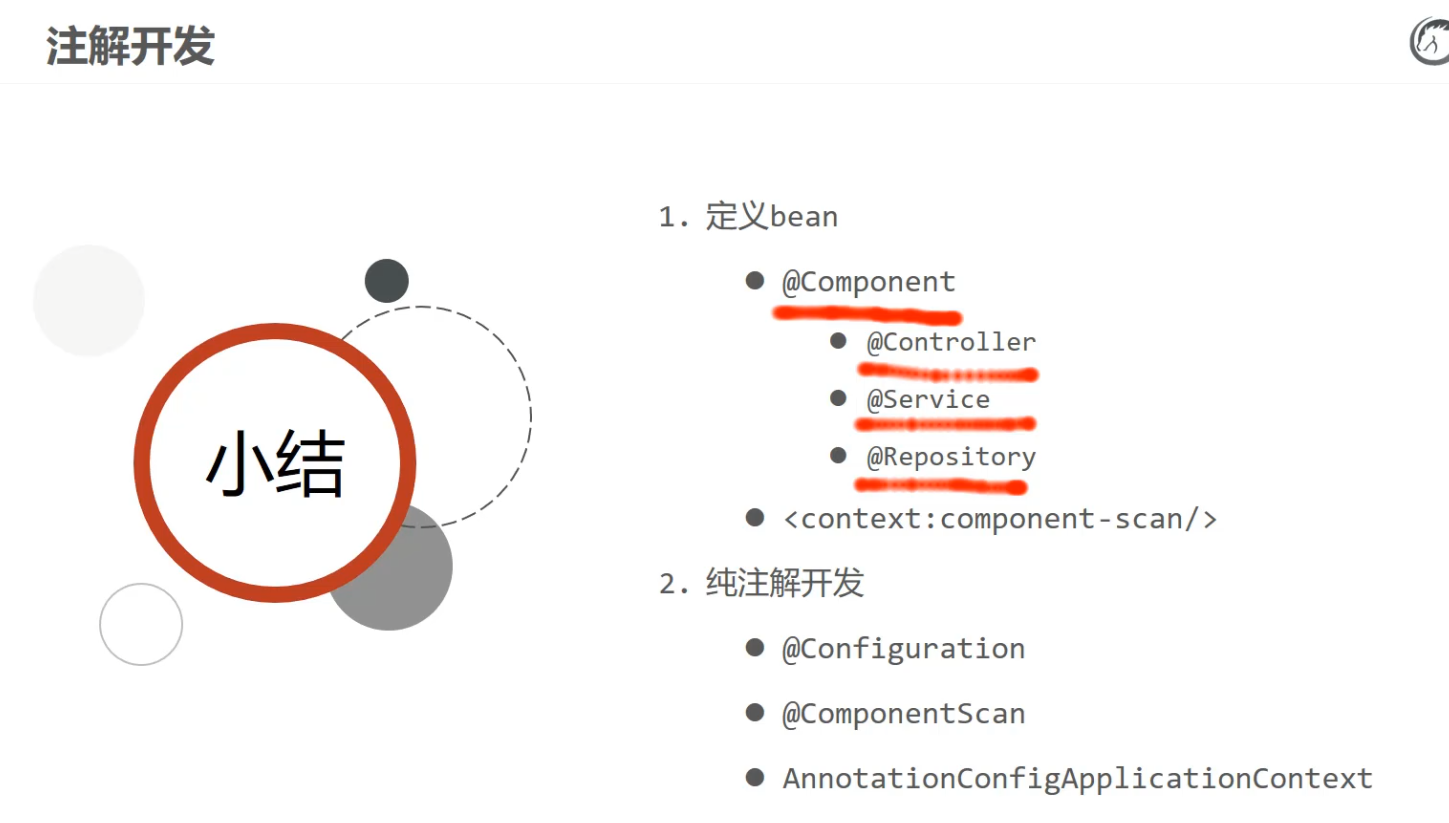 注解开发
小结
1. 定义bean
@Component
@Controller
@Service
@Repository
<context:component-scan/>
2. 纯注解开发
@Configuration
@ComponentScan
AnnotationConfigApplicationContext